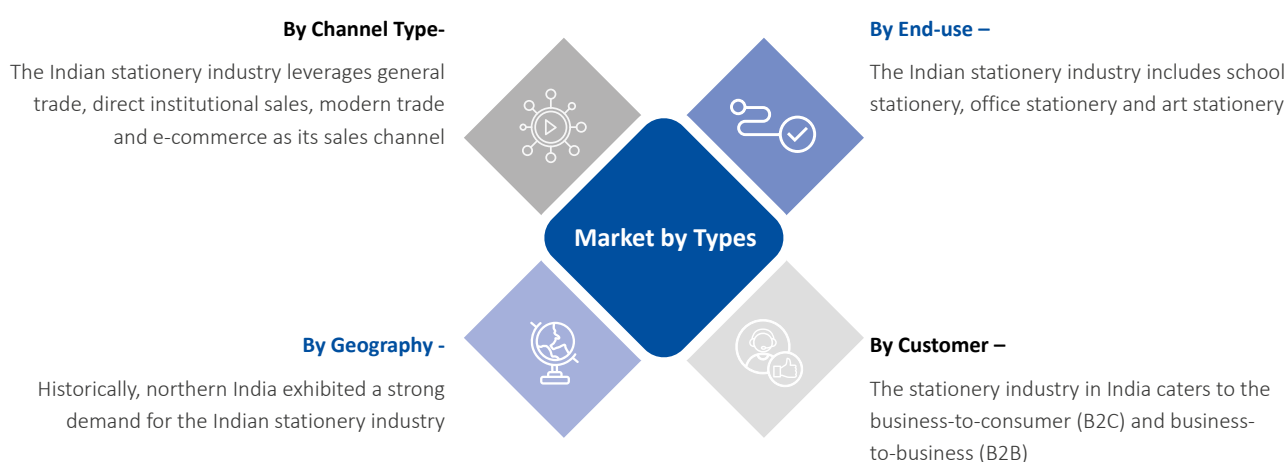 By Channel Type-
The Indian stationery industry leverages general
trade, direct institutional sales, modern trade
and e-commerce as its sales channel
By End-use –
The Indian stationery industry includes school
stationery, office stationery and art stationery
Market by Types
By Geography -
Historically, northern India exhibited a strong
demand for the Indian stationery industry
By Customer –
The stationery industry in India caters to the
business-to-consumer (B2C) and business-
to-business (B2B)